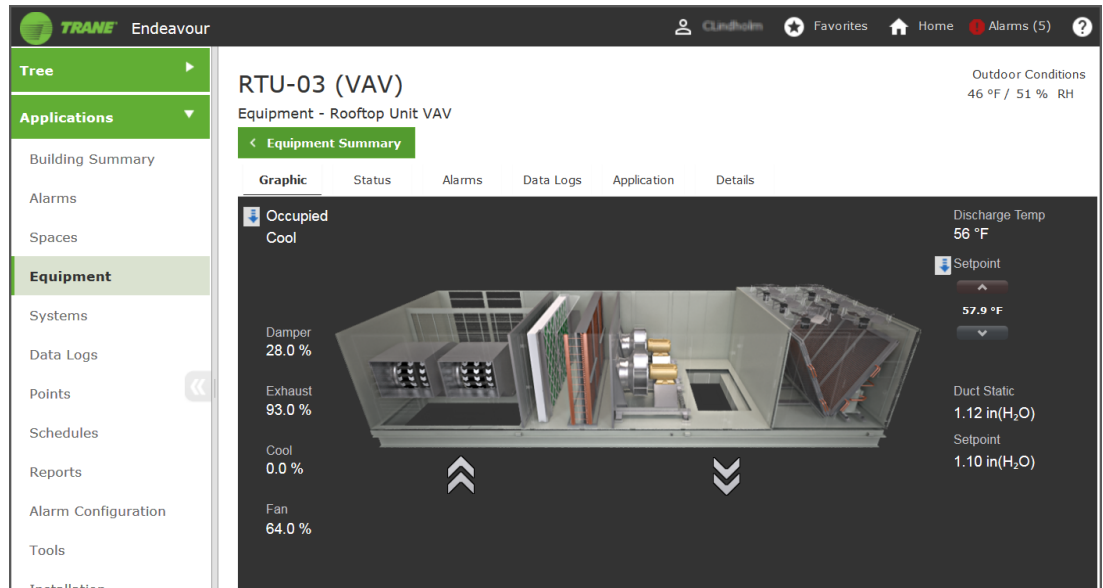 TRANE Endeavour
Favorites Home Alarms (5) ?
Tree
Applications
Building Summary
Alarms
Spaces
Equipment
Systems
Data Logs
Points
Schedules
Reports
Alarm Configuration
Tools
RTU-03 (VAV)
Equipment - Rooftop Unit VAV
Outdoor Conditions
46 °F / 51 % RH
< Equipment Summary
Graphic Status Alarms Data Logs Application Details
Occupied
Cool
Damper
28.0 %
Exhaust
93.0 %
Cool
0.0 %
Fan
64.0 %
Discharge Temp
56 °F
Setpoint
57.9 °F
Duct Static
1.12 in(H₂O)
Setpoint
1.10 in(H₂O)